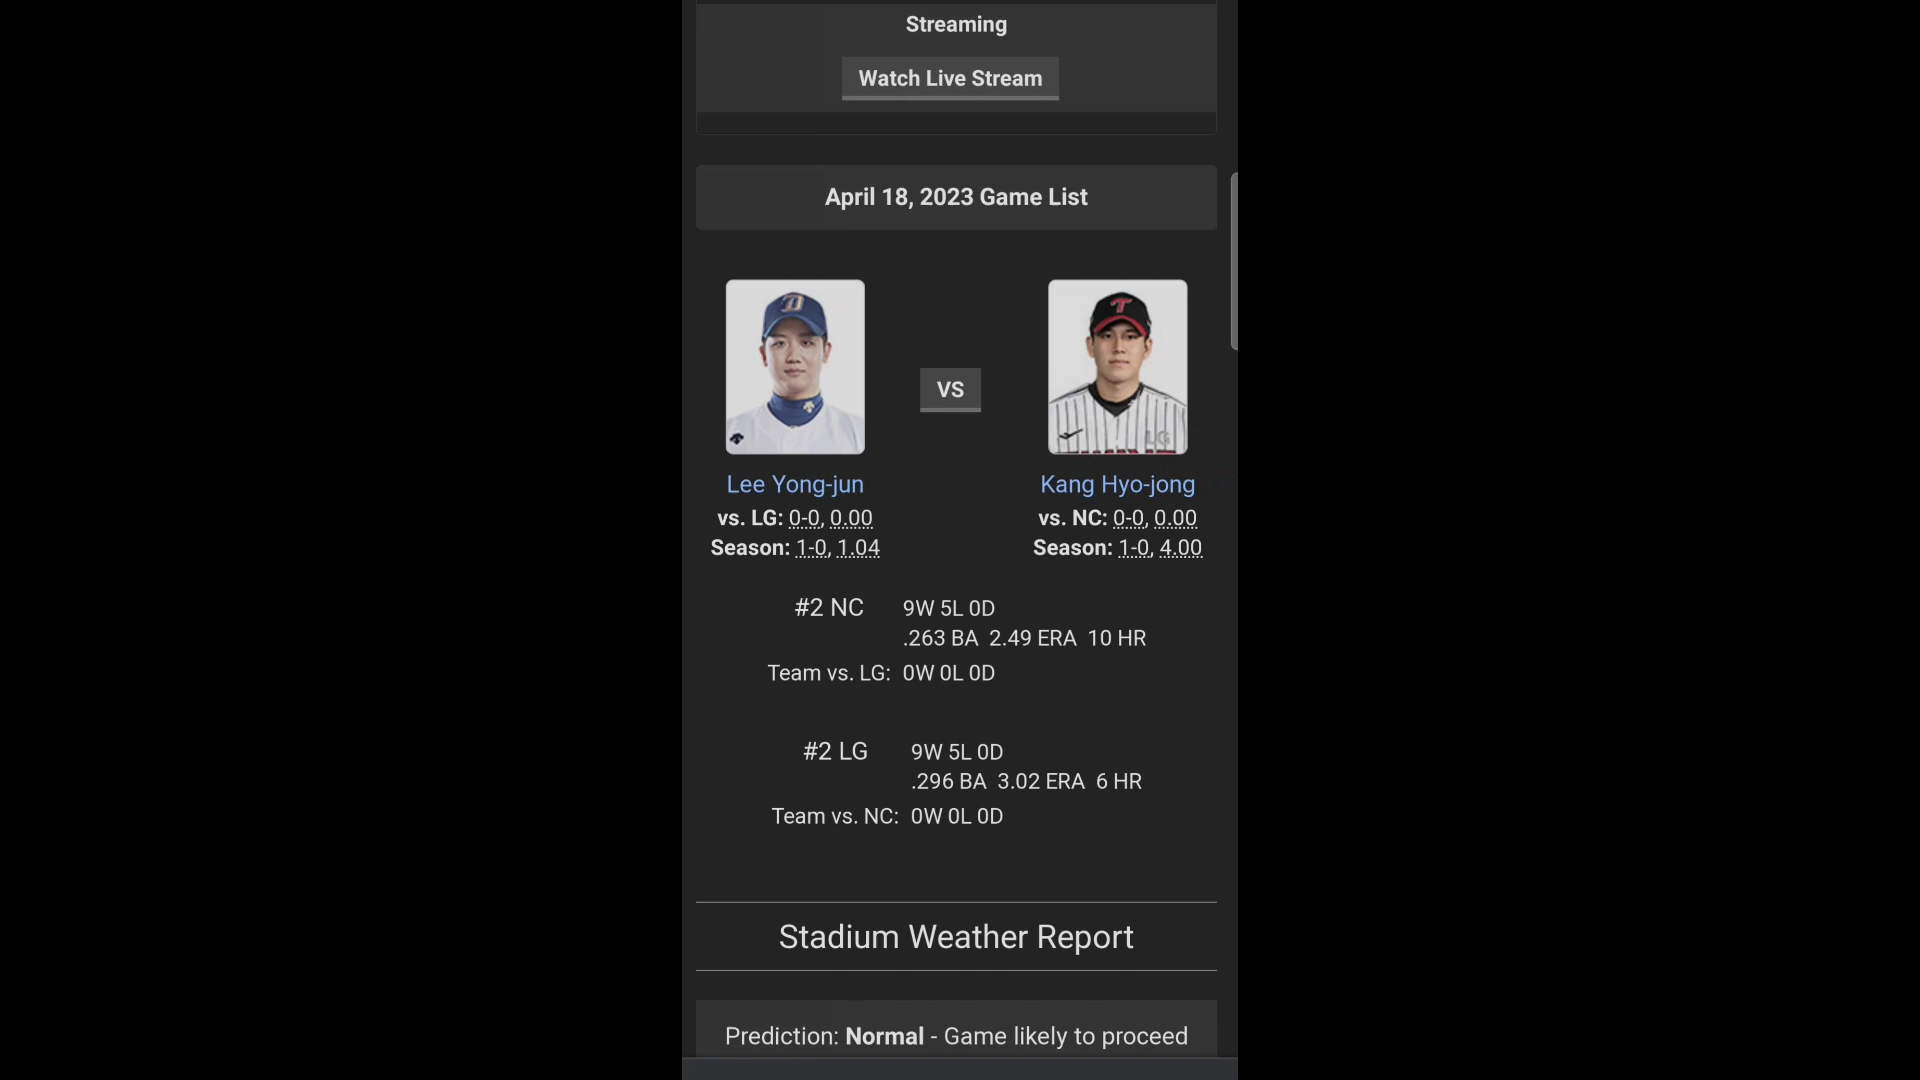 Streaming
Watch Live Stream
April 18, 2023 Game List
D
T
VS
LG
Lee Yong-jun
Kang Hyo-jong
vs. LG: 0-0, 0.00
vs. NC: 0-0, 0.00
Season: 1-0, 1.04
Season: 1-0, 4.00
#2 NC 9W 5L 0D
.263 BA 2.49 ERA 10 HR
Team vs. LG: 0W 0L 0D
#2 LG 9W 5L 0D
.296 BA 3.02 ERA 6 HR
Team vs. NC: 0W 0L 0D
Stadium Weather Report
Prediction: Normal - Game likely to proceed